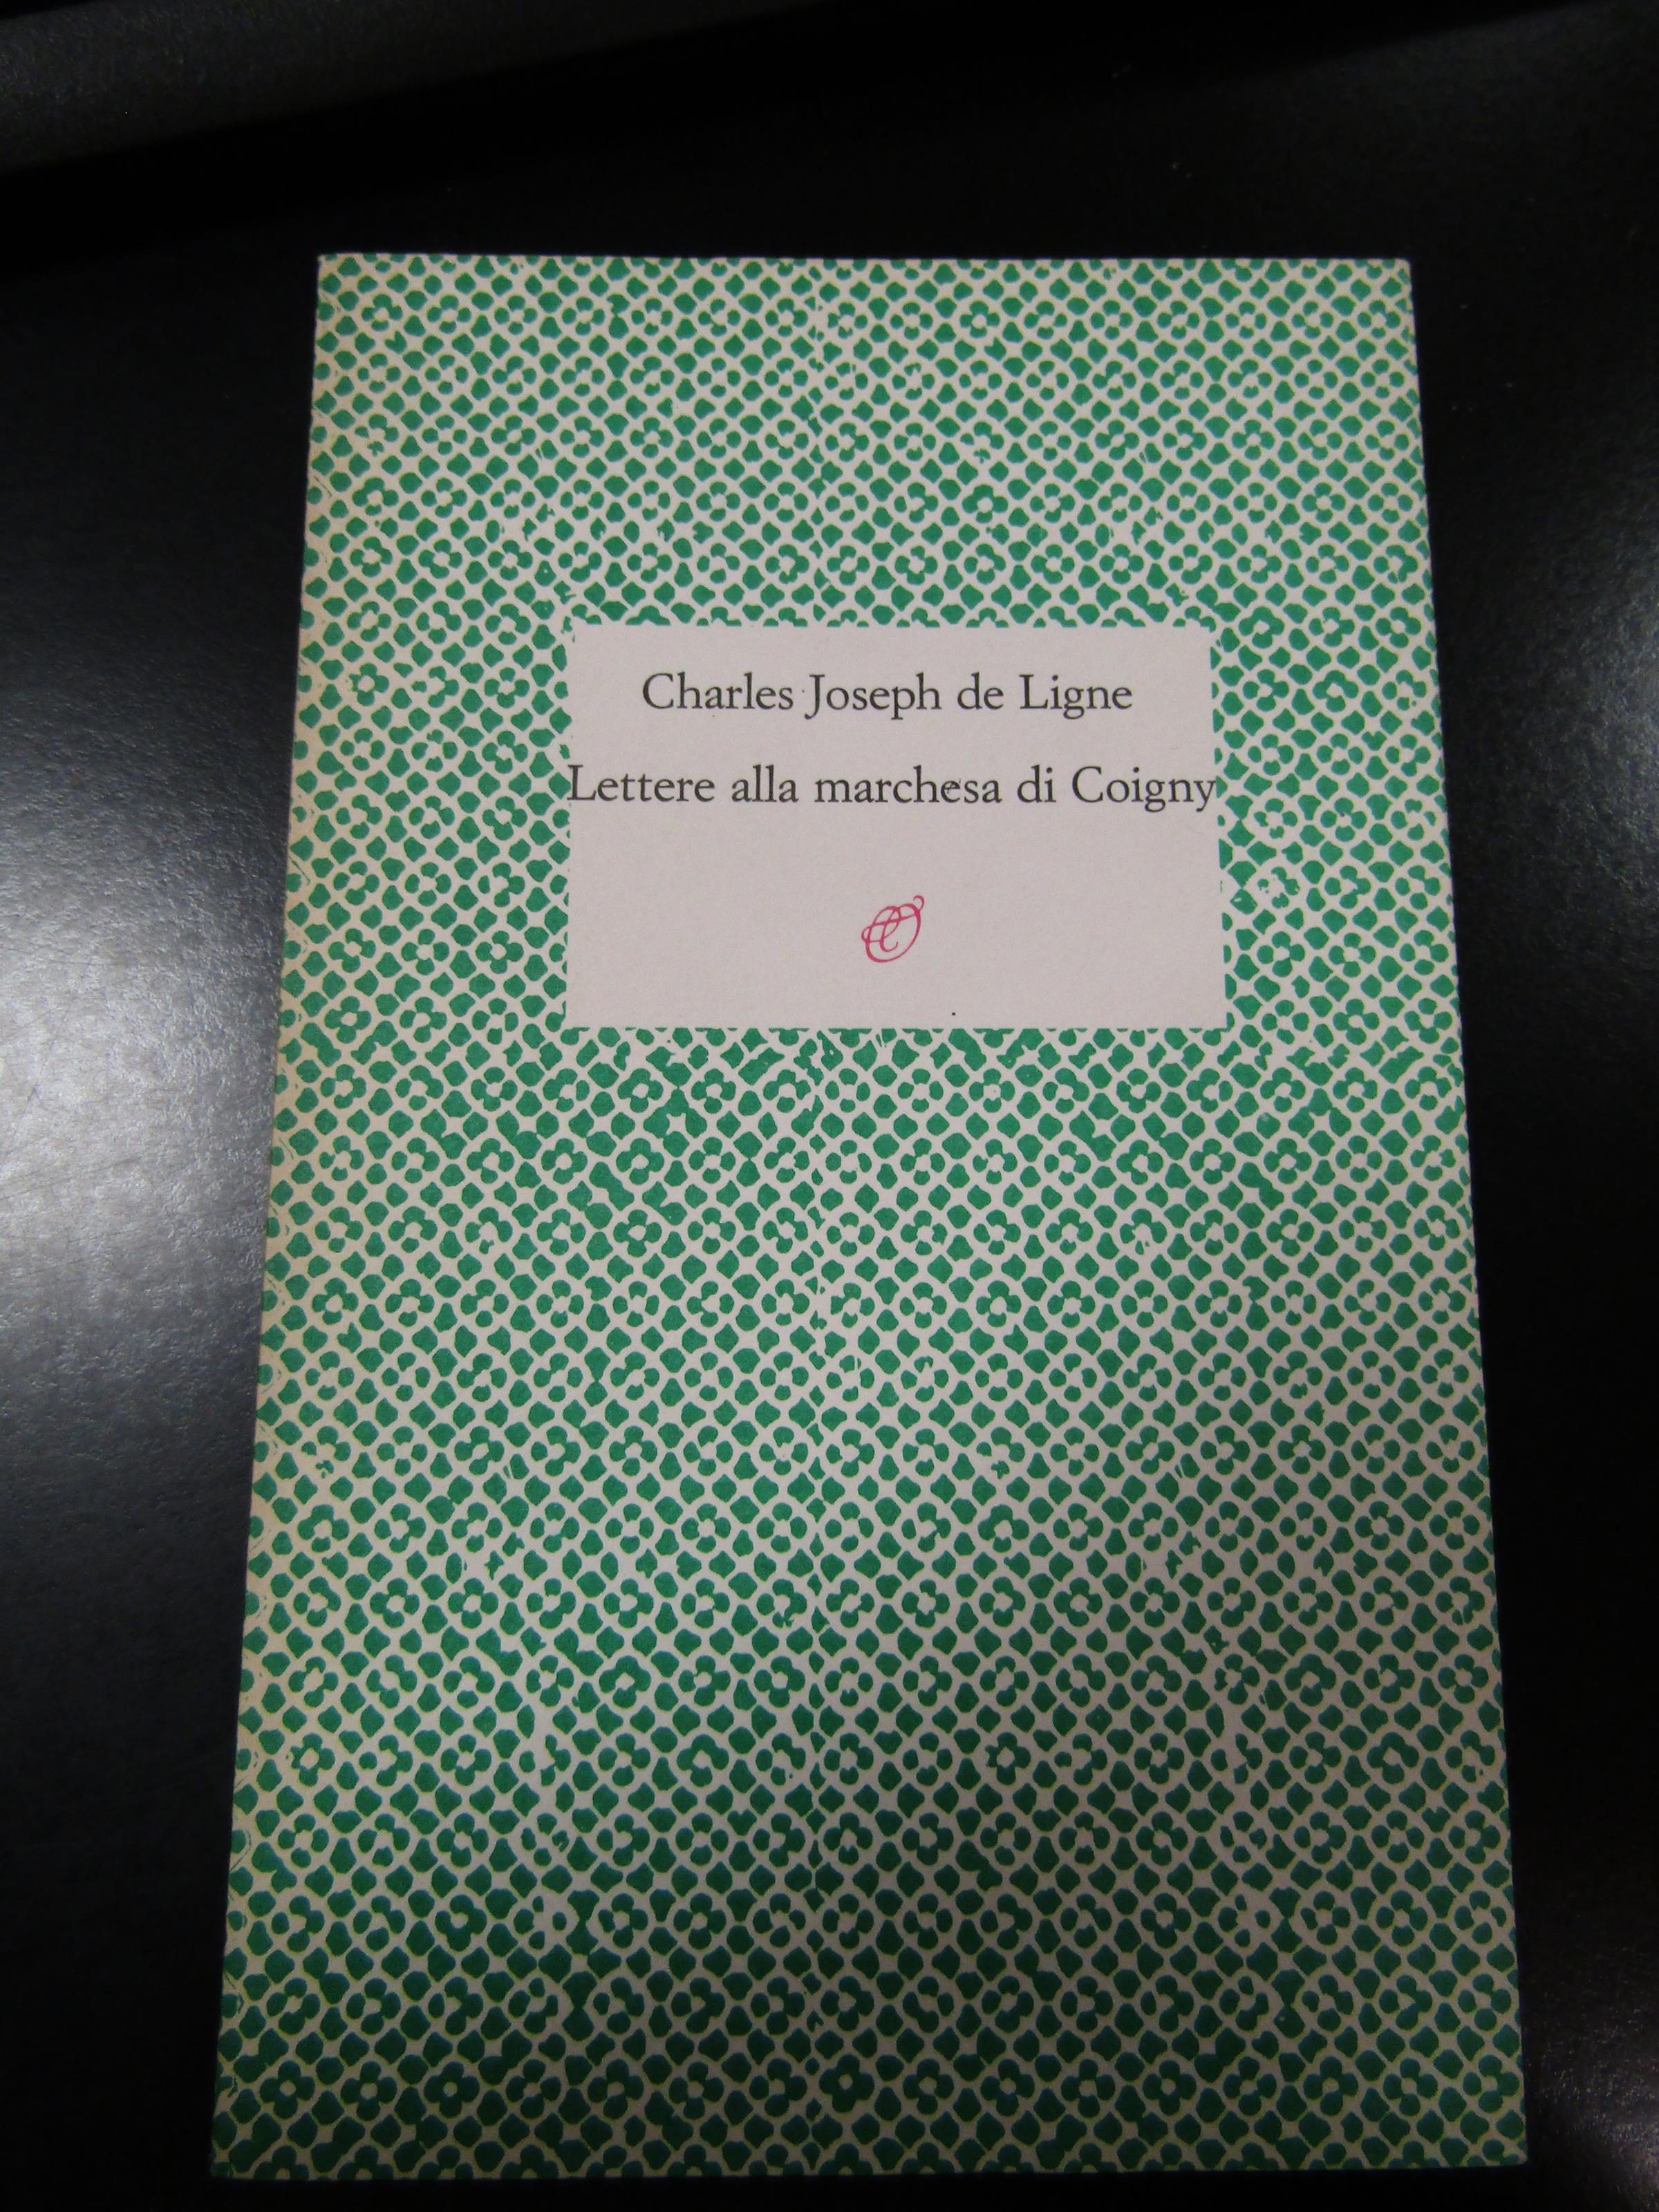 Charles Joseph de Ligne
Lettere alla marchesa di Coigny